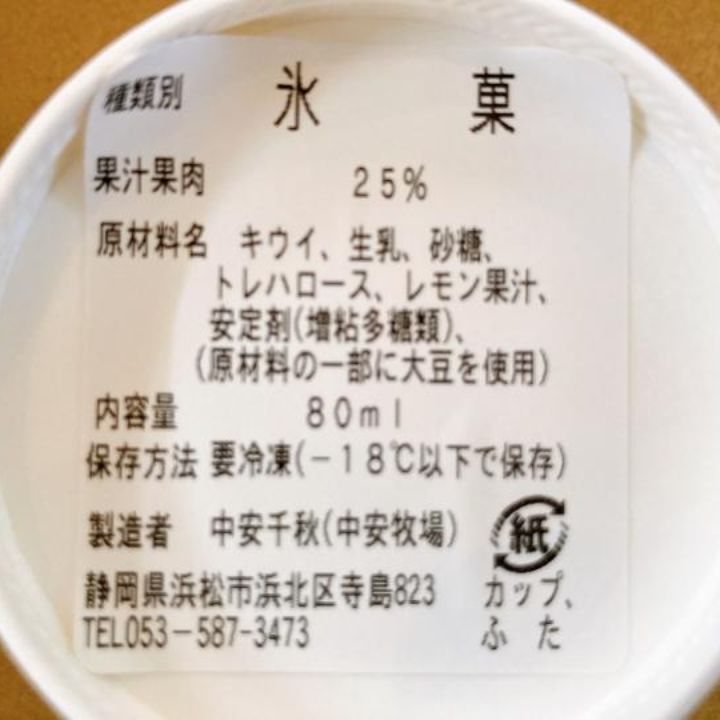 種類別 氷菓
果汁果肉 25%
原材料名 キウイ、生乳、砂糖、
トレハロース、レモン果汁、
安定剤(増粘多糖類)、
(原材料の一部に大豆を使用)
内容量 80ml
保存方法 要冷凍(－18℃以下で保存)
製造者 中安千秋(中安牧場) 紙
静岡県浜松市浜北区寺島823 カップ、
TEL053－587-3473 ふた